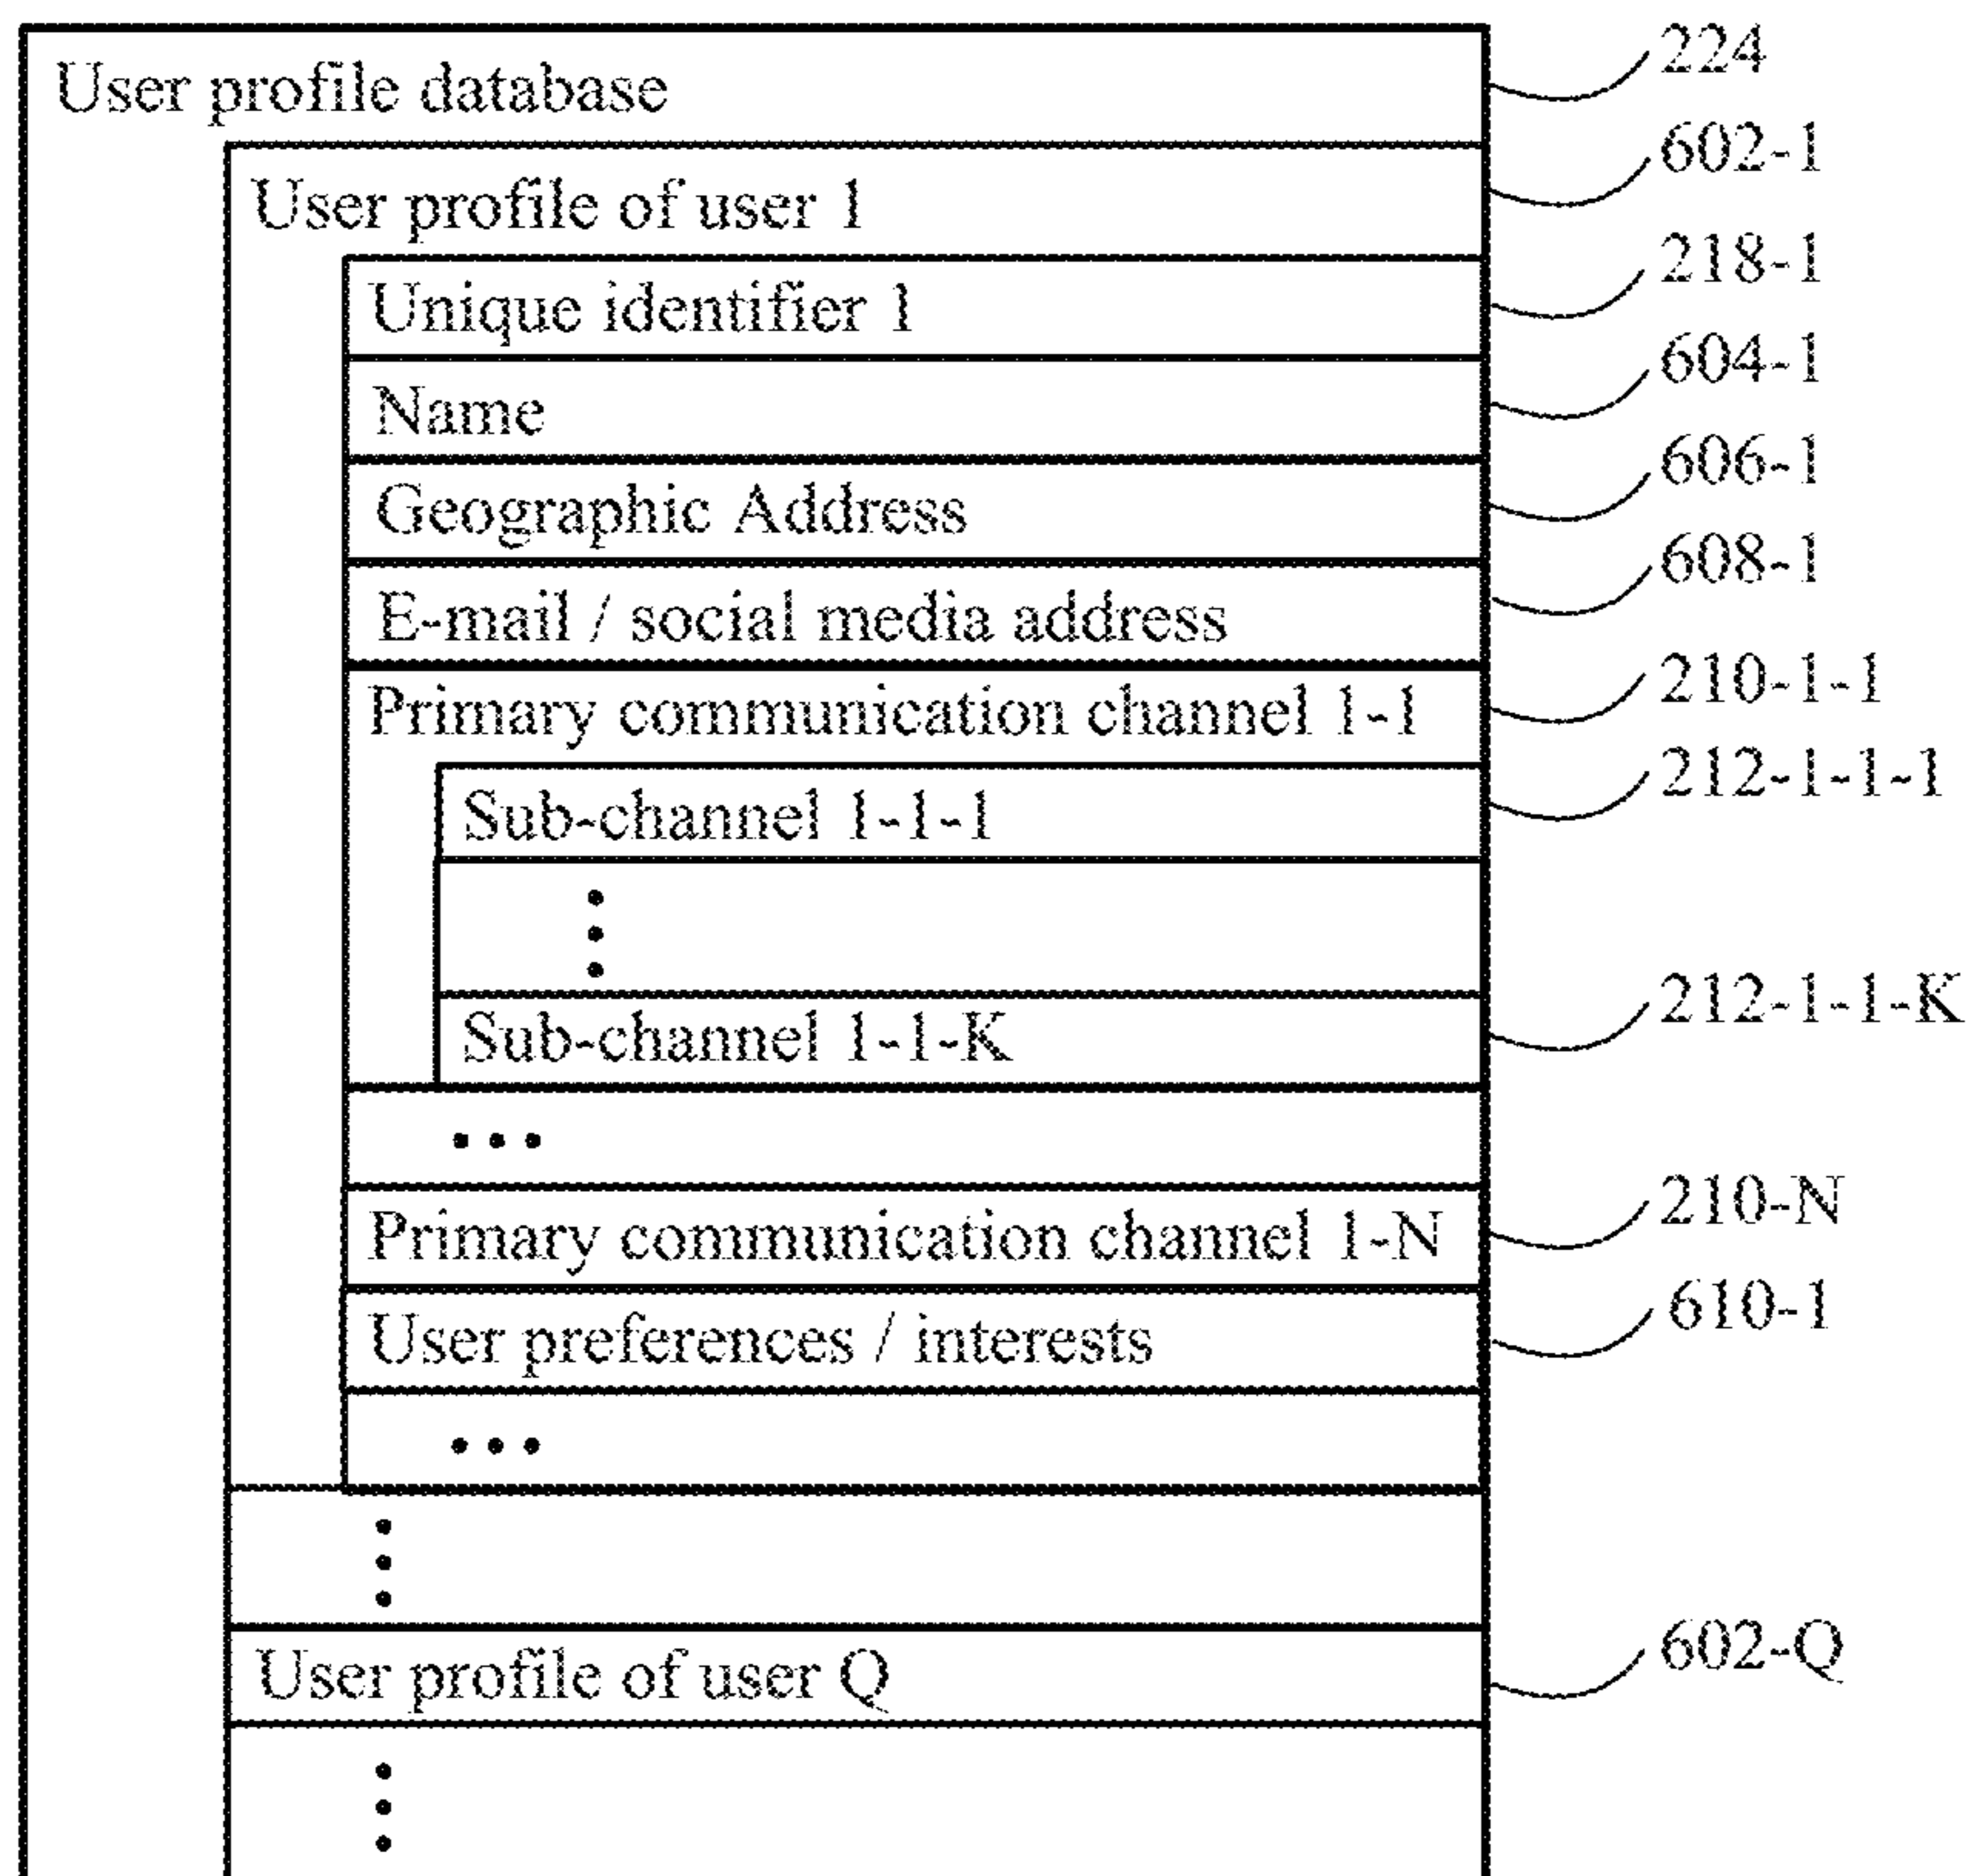 User profile database 224
User profile of user 1 602-1
Unique identifier 1 218-1
Name 604-1
Geographic Address 606-1
E-mail / social media address 608-1
Primary communication channel 1-1 210-1-1
Sub-channel 1-1-1 212-1-1-1
Sub-channel 1-1-K 212-1-1-K
Primary communication channel 1-N 210-N
User preferences / interests 610-1
User profile of user Q 602-Q